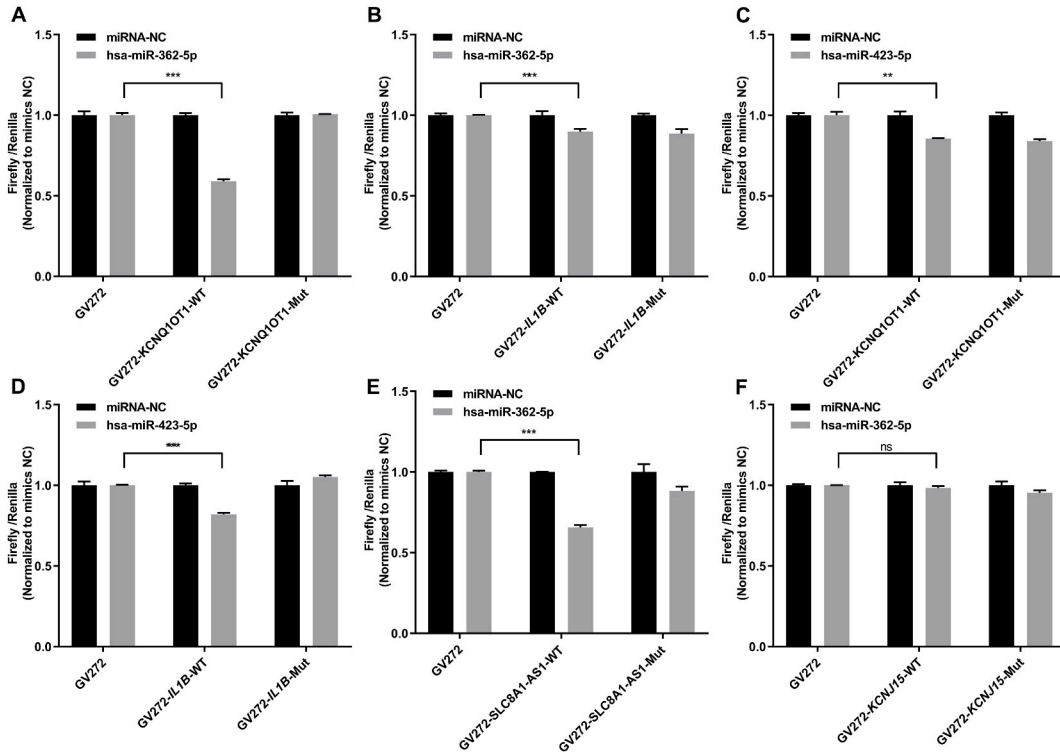 A
Firefly /Renilla
(Normalized to mimics NC)
1.5
1.0
0.5
0.0
miRNA-NC
hsa-miR-362-5p
***
GV272
GV272-KCNQ1OT1-WT
GV272-KCNQ1OT1-Mut
B
Firefly /Renilla
(Normalized to mimics NC)
1.5
1.0
0.5
0.0
miRNA-NC
hsa-miR-362-5p
***
GV272
GV272-IL1B-WT
GV272-IL1B-Mut
C
Firefly /Renilla
(Normalized to mimics NC)
1.5
1.0
0.5
0.0
miRNA-NC
hsa-miR-423-5p
**
GV272
GV272-KCNQ1OT1-WT
GV272-KCNQ1OT1-Mut
D
Firefly /Renilla
(Normalized to mimics NC)
1.5
1.0
0.5
0.0
miRNA-NC
hsa-miR-423-5p
***
GV272
GV272-IL1B-WT
GV272-IL1B-Mut
E
Firefly /Renilla
(Normalized to mimics NC)
1.5
1.0
0.5
0.0
miRNA-NC
hsa-miR-362-5p
***
GV272
GV272-SLC8A1-AS1-WT
GV272-SLC8A1-AS1-Mut
F
Firefly /Renilla
(Normalized to mimics NC)
1.5
1.0
0.5
0.0
miRNA-NC
hsa-miR-362-5p
ns
GV272
GV272-KCNJ15-WT
GV272-KCNJ15-Mut